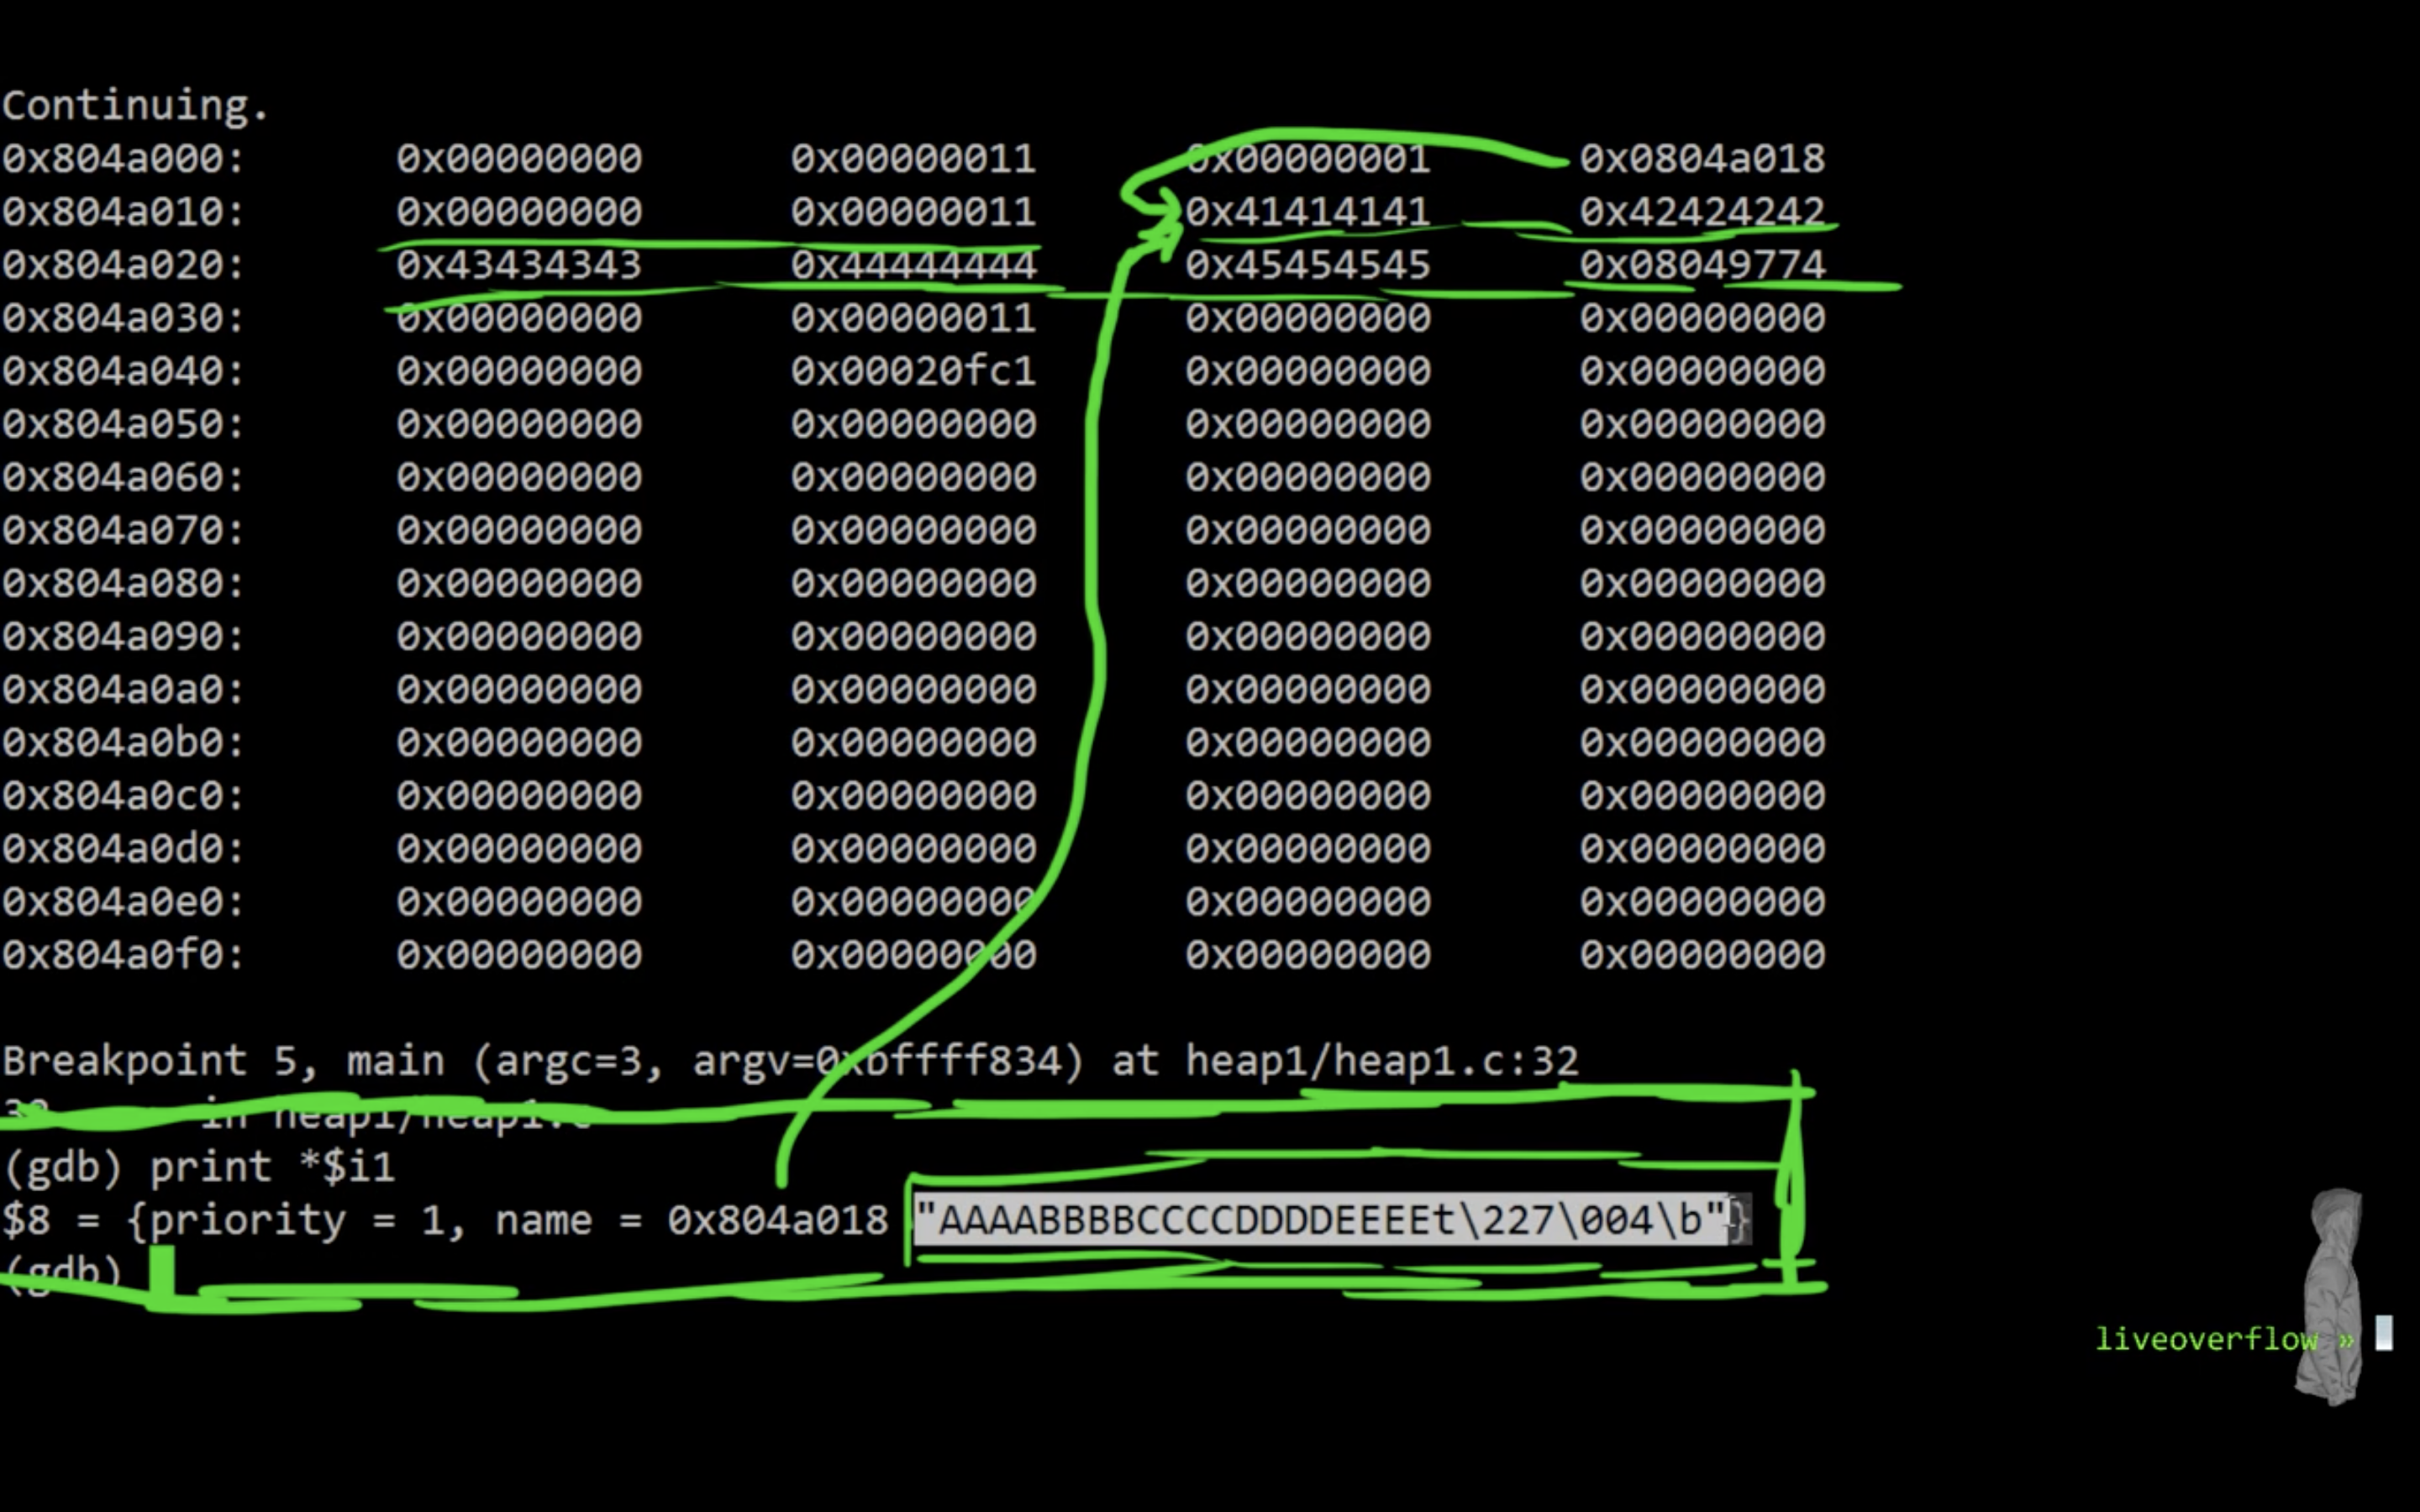 Continuing.
0x804a000: 0x00000000 0x00000011 0x00000001 0x0804a018
0x804a010: 0x00000000 0x00000011 0x41414141 0x42424242
0x804a020: 0x43434343 0x44444444 0x45454545 0x08049774
0x804a030: 0x00000000 0x00000011 0x00000000 0x00000000
0x804a040: 0x00000000 0x00020fc1 0x00000000 0x00000000
0x804a050: 0x00000000 0x00000000 0x00000000 0x00000000
0x804a060: 0x00000000 0x00000000 0x00000000 0x00000000
0x804a070: 0x00000000 0x00000000 0x00000000 0x00000000
0x804a080: 0x00000000 0x00000000 0x00000000 0x00000000
0x804a090: 0x00000000 0x00000000 0x00000000 0x00000000
0x804a0a0: 0x00000000 0x00000000 0x00000000 0x00000000
0x804a0b0: 0x00000000 0x00000000 0x00000000 0x00000000
0x804a0c0: 0x00000000 0x00000000 0x00000000 0x00000000
0x804a0d0: 0x00000000 0x00000000 0x00000000 0x00000000
0x804a0e0: 0x00000000 0x00000000 0x00000000 0x00000000
0x804a0f0: 0x00000000 0x00000000 0x00000000 0x00000000
Breakpoint 5, main (argc=3, argv=0xbffff834) at heap1/heap1.c:32
32 in heap1/heap1.c
(gdb) print *$i1
$8 = {priority = 1, name = 0x804a018 "AAAABBBBCCCCDDDDEEEEt\227\004\b"}
(gdb)
liveoverflow »